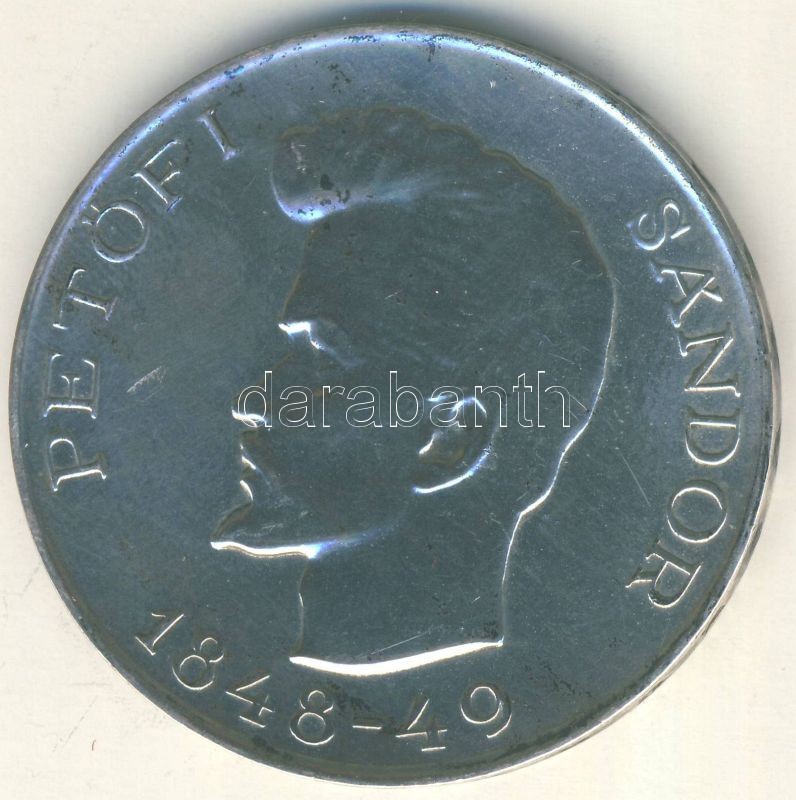 PETŐFI SÁNDOR
1848-49
darabanth